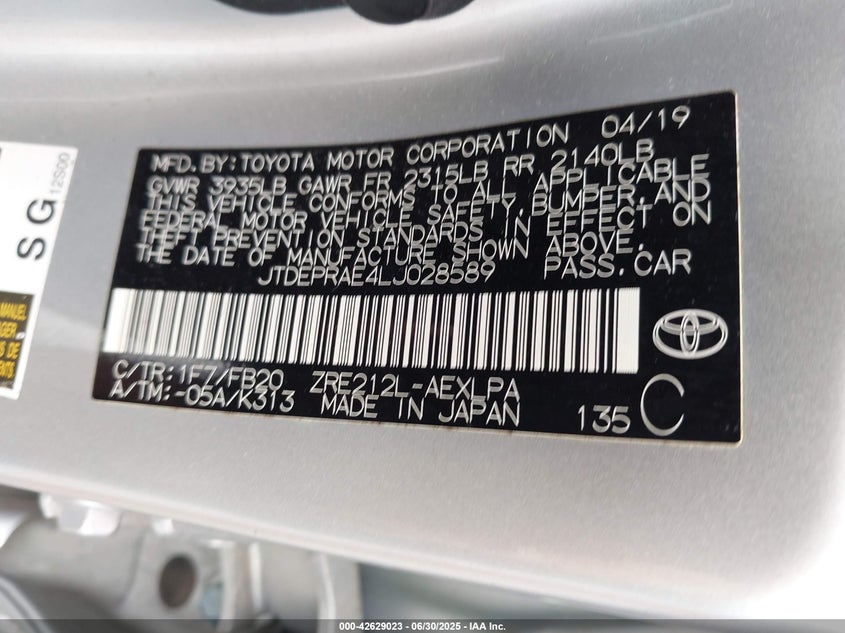 MFD.BY:TOYOTA MOTOR CORPORATION 04/19
GVWR 3935LB GAWR FR 2315LB RR 2140LB
THIS VEHICLE CONFORMS TO ALL APPLICABLE
FEDERAL MOTOR VEHICLE SAFETY,BUMPER,AND
THEFT PREVENTION STANDARDS IN EFFECT ON
THE DATE OF MANUFACTURE SHOWN ABOVE.
JTDEPRAE4LJ028589 PASS.CAR
C/TR:1F7/FB20 ZRE212L-AEXLPA
A/TM:-05A/K313 MADE IN JAPAN 135 C
SG
12S00
MANUEL
000-42629023 - 06/30/2025 - IAA Inc.